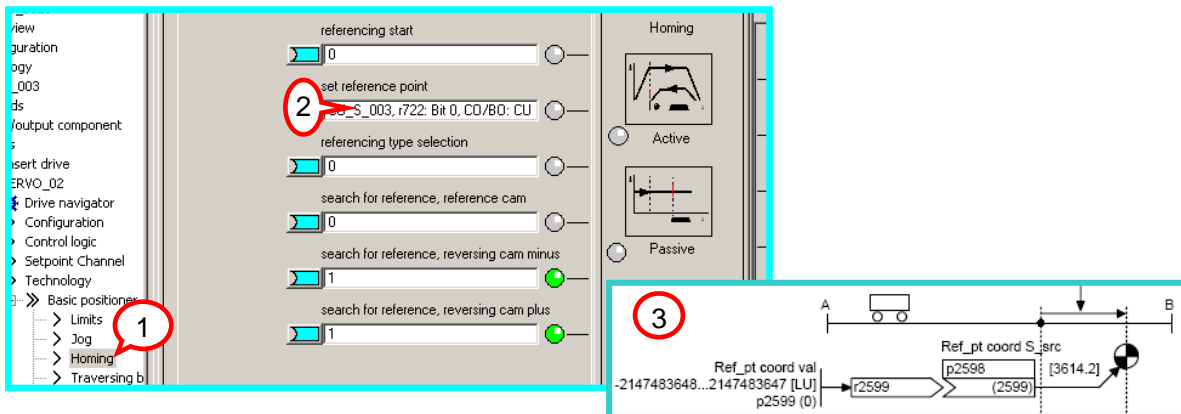 view
guration
ogy
_003
ds
/output component
s
nsert drive
ERVO_02
Drive navigator
Configuration
Control logic
Setpoint Channel
Technology
Basic positioner
Limits
Jog
Homing
Traversing b
1
referencing start
0
set reference point
2
_S_003, r722: Bit 0, CO/BO: CU
referencing type selection
0
search for reference, reference cam
0
search for reference, reversing cam minus
1
search for reference, reversing cam plus
1
Homing
Active
Passive
3
A
B
Ref_pt coord S_src
Ref_pt coord val
p2598
[3614.2]
-2147483648...2147483647 [LU]
r2599
(2599)
p2599 (0)